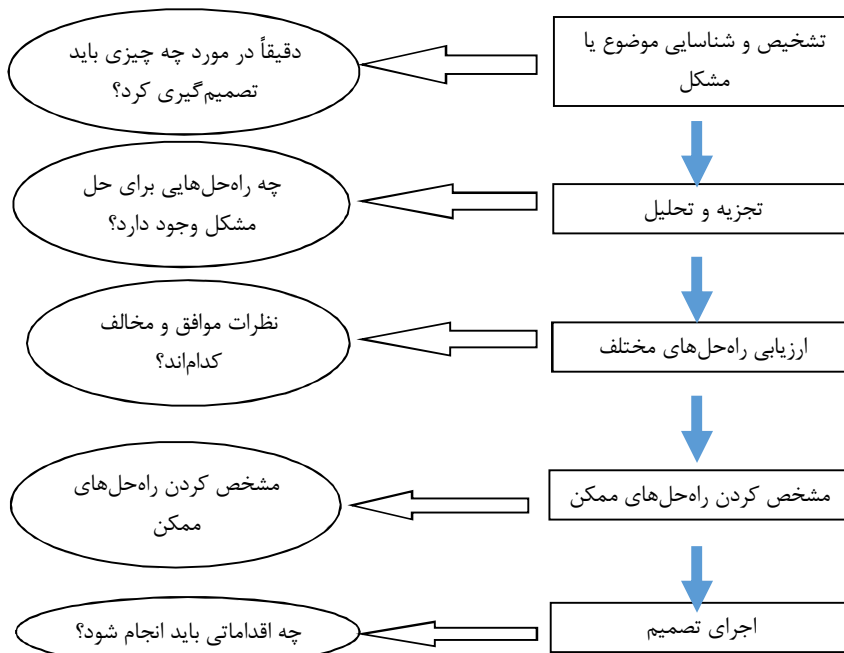 تشخیص و شناسایی موضوع یا
مشکل
دقیقاً در مورد چه چیزی باید
تصمیم‌گیری کرد؟
تجزیه و تحلیل
چه راه‌حل‌هایی برای حل
مشکل وجود دارد؟
ارزیابی راه‌حل‌های مختلف
نظرات موافق و مخالف
کدام‌اند؟
مشخص کردن راه‌حل‌های ممکن
مشخص کردن راه‌حل‌های
ممکن
اجرای تصمیم
چه اقداماتی باید انجام شود؟